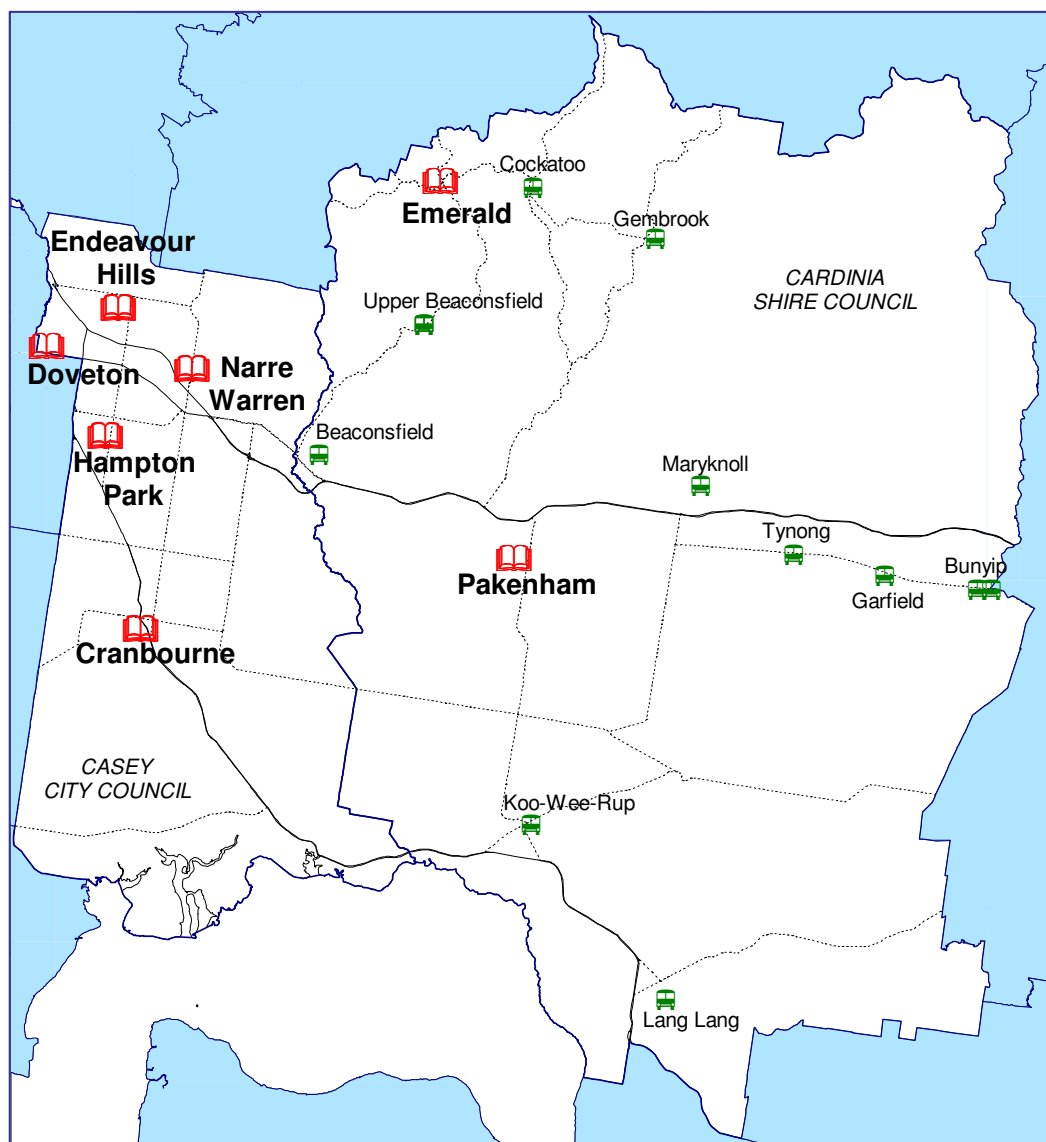 Cockatoo
Emerald
Gembrook
Endeavour
Hills
CARDINIA
SHIRE COUNCIL
Upper Beaconsfield
Doveton
Narre
Warren
Beaconsfield
Hampton
Park
Maryknoll
Tynong
Bunyip
Pakenham
Garfield
Cranbourne
CASEY
CITY COUNCIL
Koo-Wee-Rup
Lang Lang